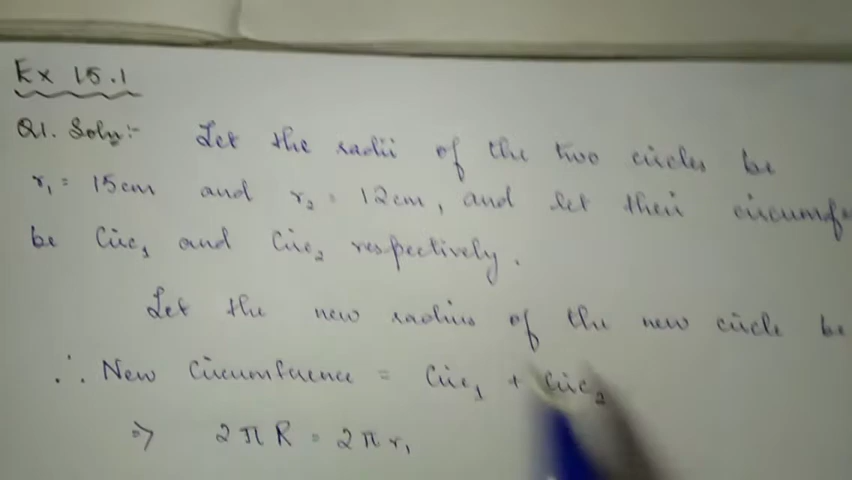 Ex 15.1
Q1. Soln:- Let the radii of the two circles be
r₁ = 15cm and r₂ = 12cm, and let their circumf
be Circ₁ and Circ₂ respectively.
Let the new radius of the new circle be
∴ New Circumference = Circ₁ + Circ₂
⇒ 2πR = 2πr₁